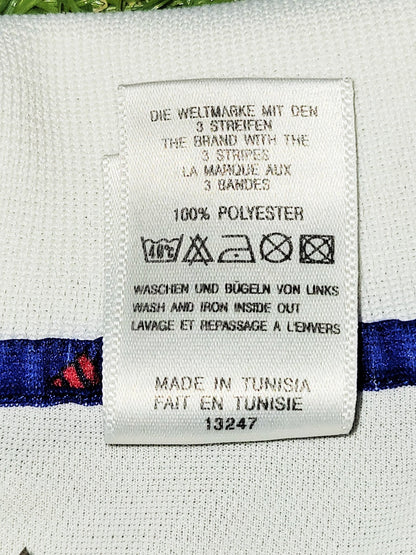 DIE WELTMARKE MIT DEN
3 STREIFEN
THE BRAND WITH THE
3 STRIPES
LA MARQUE AUX
3 BANDES
100% POLYESTER
40°C
WASCHEN UND BÜGELN VON LINKS
WASH AND IRON INSIDE OUT
LAVAGE ET REPASSAGE A L'ENVERS
MADE IN TUNISIA
FAIT EN TUNISIE
13247